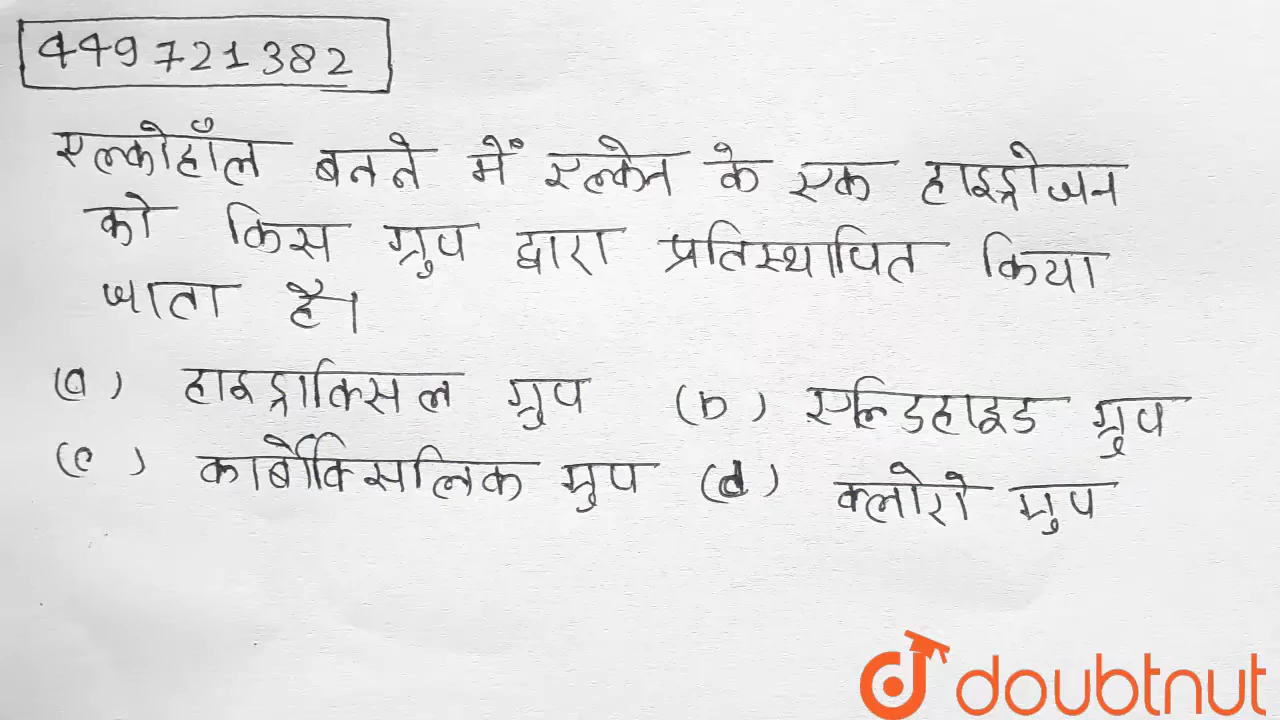 449721382
एल्कोहॉल बनने में एल्केन के एक हाइड्रोजन
को किस ग्रुप द्वारा प्रतिस्थापित किया
जाता है।
(a) हाइड्राक्सिल ग्रुप (b) एल्डिहाइड ग्रुप
(c) कार्बोक्सिलिक ग्रुप (d) क्लोरो ग्रुप
doubtnut